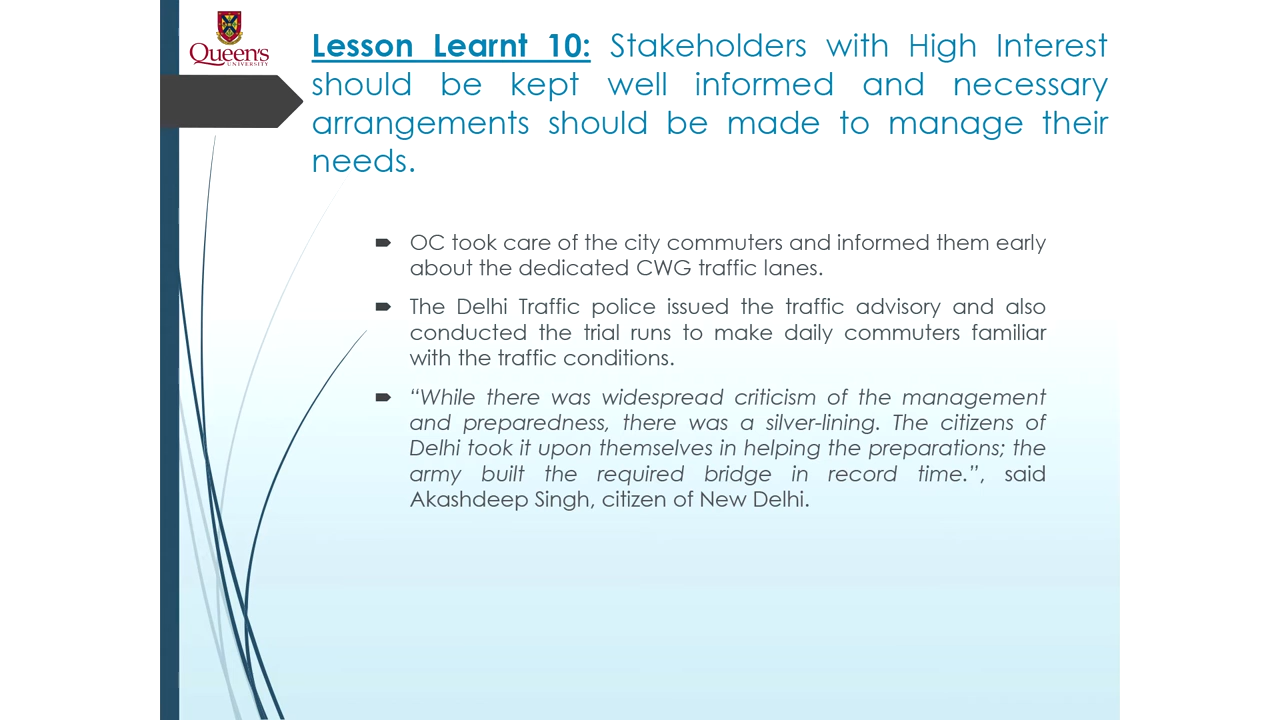 Queen's
UNIVERSITY
Lesson Learnt 10: Stakeholders with High Interest
should be kept well informed and necessary
arrangements should be made to manage their
needs.
OC took care of the city commuters and informed them early
about the dedicated CWG traffic lanes.
The Delhi Traffic police issued the traffic advisory and also
conducted the trial runs to make daily commuters familiar
with the traffic conditions.
“While there was widespread criticism of the management
and preparedness, there was a silver-lining. The citizens of
Delhi took it upon themselves in helping the preparations; the
army built the required bridge in record time.”, said
Akashdeep Singh, citizen of New Delhi.